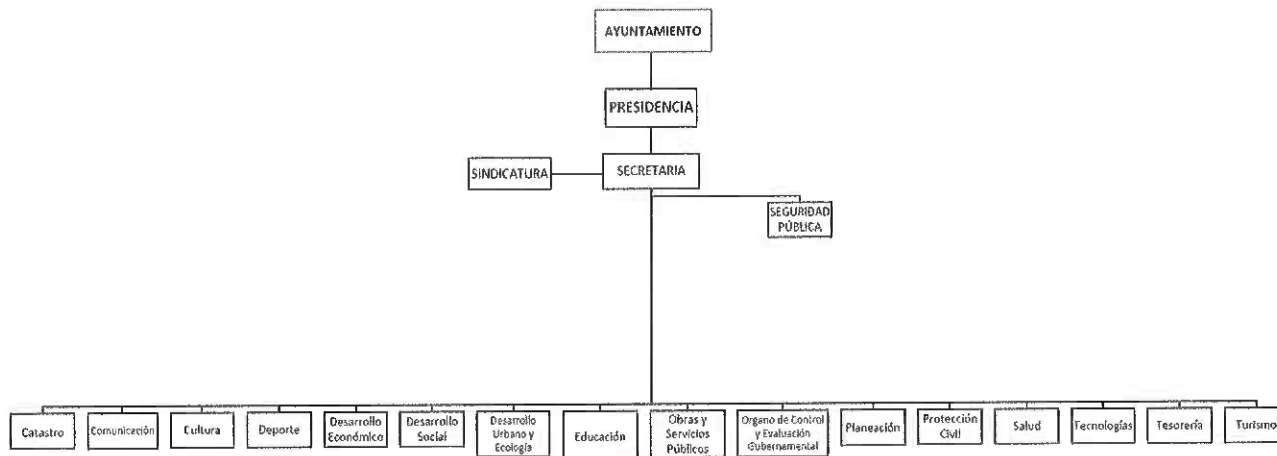 AYUNTAMIENTO
PRESIDENCIA
SINDICATURA
SECRETARIA
SEGURIDAD
PÚBLICA
Catastro
Comunicación
Cultura
Deporte
Desarrollo
Económico
Desarrollo
Social
Desarrollo
Urbano y
Ecología
Educación
Obras y
Servicios
Públicos
Organo de Control
y Evaluación
Gubernamental
Planeación
Protección
Civil
Salud
Tecnologías
Tesorería
Turismo